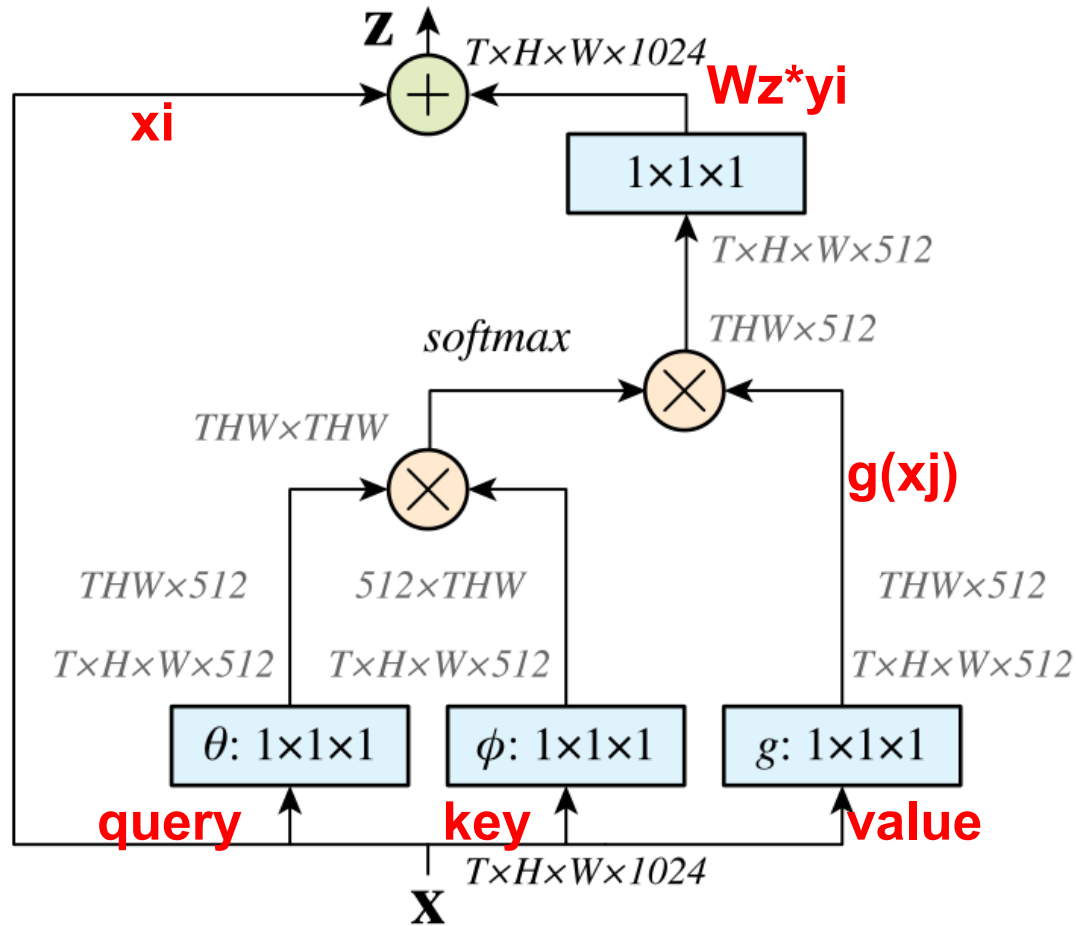 z
T×H×W×1024
xi
+
Wz*yi
1×1×1
T×H×W×512
THW×512
softmax
THW×THW
g(xj)
THW×512
512×THW
THW×512
T×H×W×512
T×H×W×512
T×H×W×512
θ: 1×1×1
ϕ: 1×1×1
g: 1×1×1
query
key
value
T×H×W×1024
x